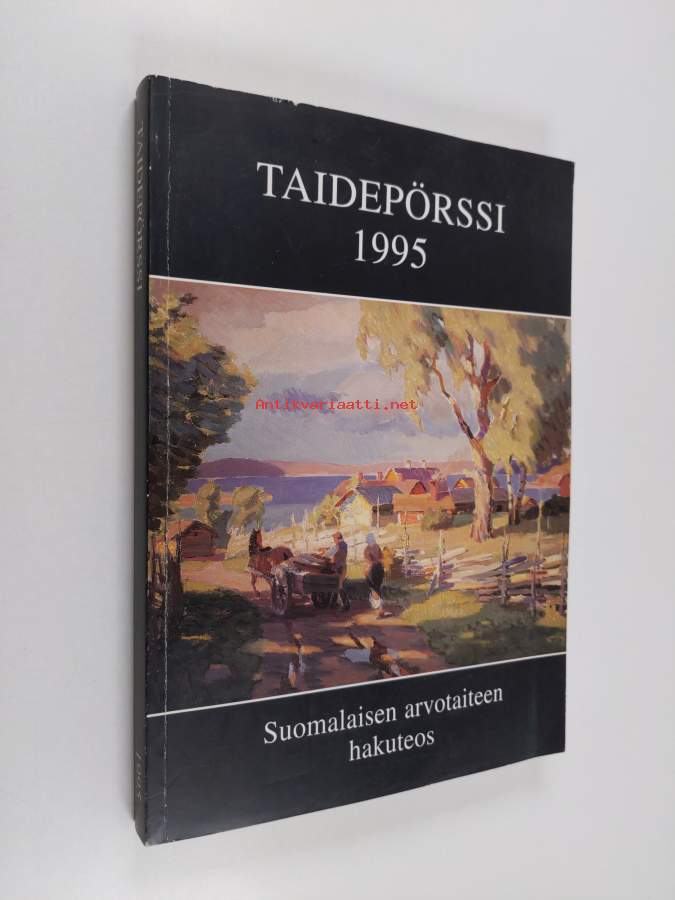 TAIDEPÖRSSI
1995
Antikvariaatti.net
Suomalaisen arvotaiteen
hakuteos
TAIDEPÖRSSI
1995